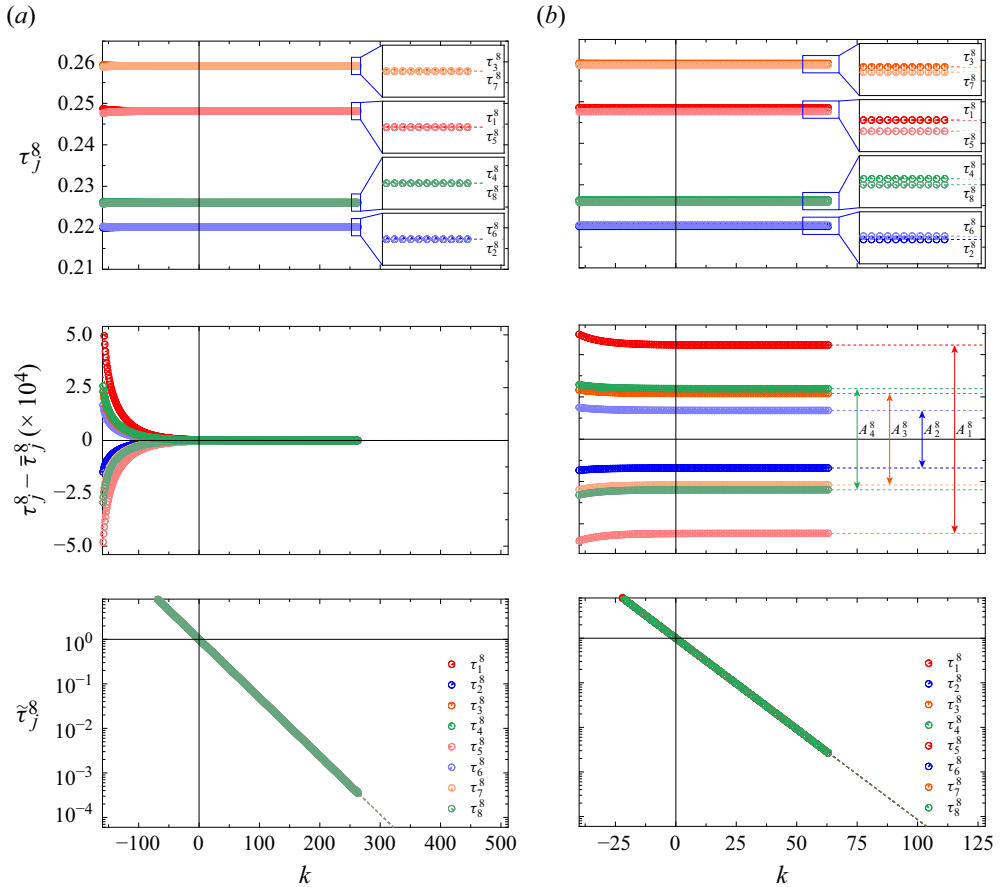 (a)
(b)
τ_j^8
0.26
0.25
0.24
0.23
0.22
0.21
τ_3^8
τ_7^8
τ_1^8
τ_5^8
τ_4^8
τ_8^8
τ_6^8
τ_2^8
τ_3^8
τ_7^8
τ_1^8
τ_5^8
τ_4^8
τ_8^8
τ_6^8
τ_2^8
τ_j^8 − τ̄_j^8 (× 10^4)
5.0
2.5
0
−2.5
−5.0
A_4^8 A_3^8 A_2^8 A_1^8
τ̃_j^8
10^0
10^−1
10^−2
10^−3
10^−4
τ_1^8
τ_2^8
τ_3^8
τ_4^8
τ_5^8
τ_6^8
τ_7^8
τ_8^8
τ_1^8
τ_2^8
τ_3^8
τ_4^8
τ_5^8
τ_6^8
τ_7^8
τ_8^8
−100 0 100 200 300 400 500
−25 0 25 50 75 100 125
k
k